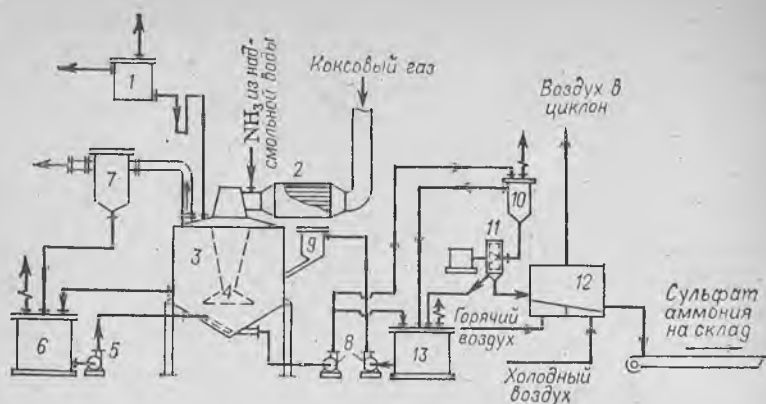 1
NH₃ из над-
смольной воды
Коксовый газ
2
Воздух в
циклон
7
3
9
10
11
4
12
6
5
8
13
Горячий
воздух
Холодный
воздух
Сульфат
аммония
на склад